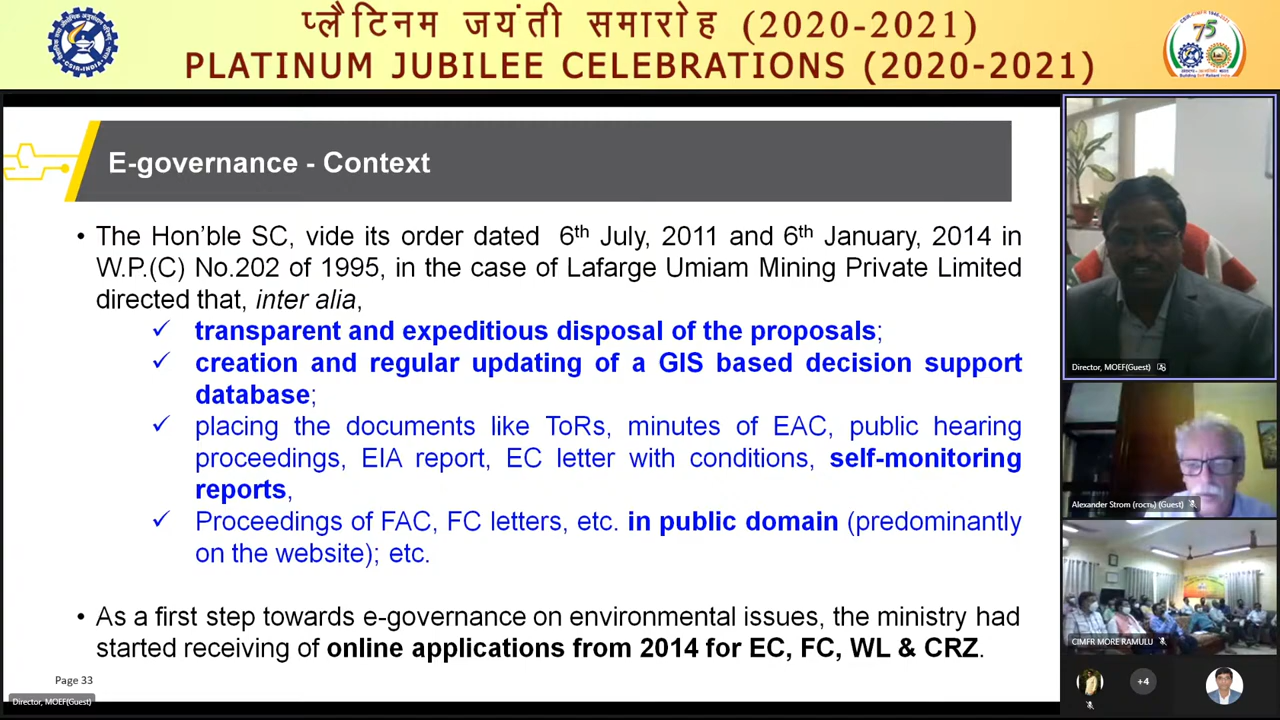 प्लैटिनम जयंती समारोह (2020-2021)
PLATINUM JUBILEE CELEBRATIONS (2020-2021)
CSIR-INDIA
75
E-governance - Context
• The Hon'ble SC, vide its order dated 6th July, 2011 and 6th January, 2014 in
W.P.(C) No.202 of 1995, in the case of Lafarge Umiam Mining Private Limited
directed that, inter alia,
✓ transparent and expeditious disposal of the proposals;
✓ creation and regular updating of a GIS based decision support
database;
✓ placing the documents like ToRs, minutes of EAC, public hearing
proceedings, EIA report, EC letter with conditions, self-monitoring
reports,
✓ Proceedings of FAC, FC letters, etc. in public domain (predominantly
on the website); etc.
• As a first step towards e-governance on environmental issues, the ministry had
started receiving of online applications from 2014 for EC, FC, WL & CRZ.
Page 33
Director, MOEF(Guest)
Director, MOEF(Guest)
Alexander Strom (гость) (Guest)
CIMFR MORE RAMULU
+4